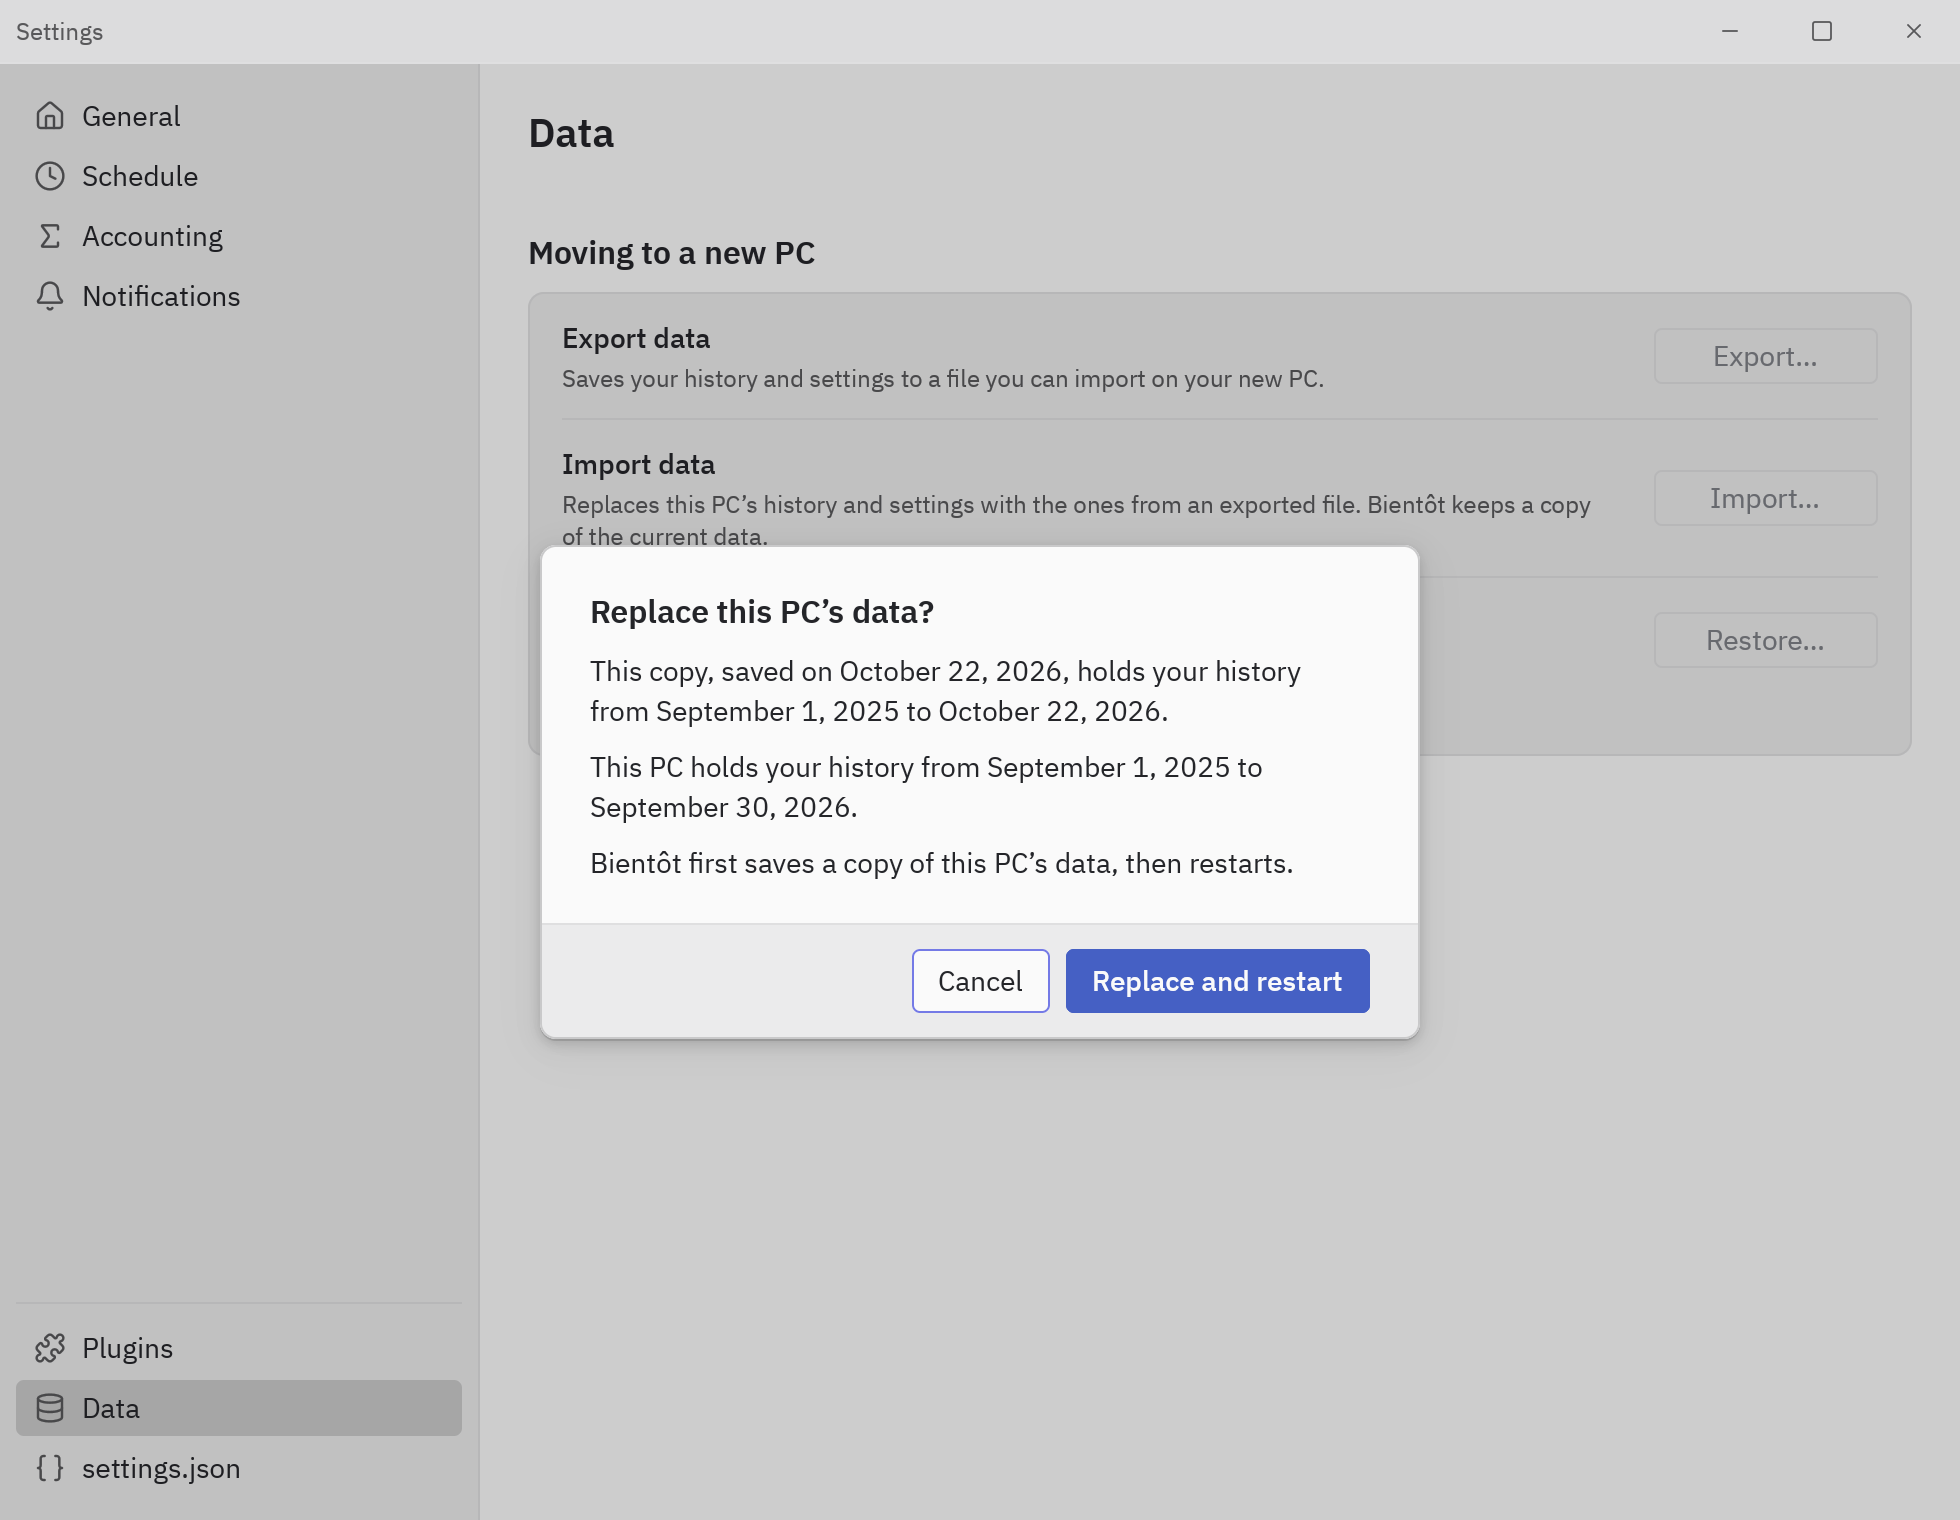 Settings
General
Schedule
Accounting
Notifications
Plugins
Data
settings.json
Data
Moving to a new PC
Export data
Saves your history and settings to a file you can import on your new PC.
Export…
Import data
Replaces this PC’s history and settings with the ones from an exported file. Bientôt keeps a copy
of the current data.
Import…
Restore…
Replace this PC’s data?
This copy, saved on October 22, 2026, holds your history
from September 1, 2025 to October 22, 2026.
This PC holds your history from September 1, 2025 to
September 30, 2026.
Bientôt first saves a copy of this PC’s data, then restarts.
Cancel
Replace and restart